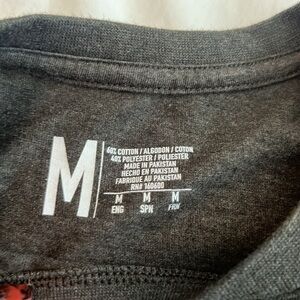 M
60% COTTON / ALGODON / COTON
40% POLYESTER / POLIESTER
MADE IN PAKISTAN
HECHO EN PAKISTAN
FABRIQUE AU PAKISTAN
RN# 140600
M M M
ENG SPN FRN